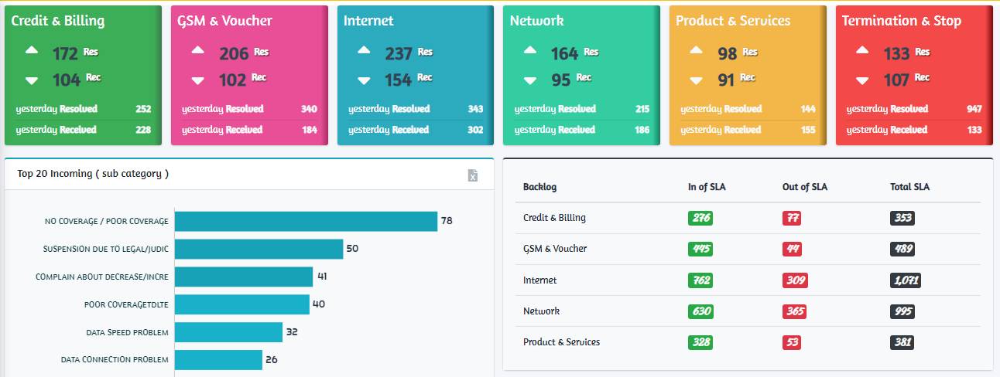 Credit & Billing
172 Res
104 Rec
yesterday Resolved 252
yesterday Received 228
GSM & Voucher
206 Res
102 Rec
yesterday Resolved 340
yesterday Received 184
Internet
237 Res
154 Rec
yesterday Resolved 343
yesterday Received 302
Network
164 Res
95 Rec
yesterday Resolved 215
yesterday Received 186
Product & Services
98 Res
91 Rec
yesterday Resolved 144
yesterday Received 155
Termination & Stop
133 Res
107 Rec
yesterday Resolved 947
yesterday Received 133
Top 20 Incoming ( sub category )
NO COVERAGE / POOR COVERAGE 78
SUSPENSION DUE TO LEGAL/JUDIC 50
COMPLAIN ABOUT DECREASE/INCRE 41
POOR COVERAGETDLTE 40
DATA SPEED PROBLEM 32
DATA CONNECTION PROBLEM 26
Backlog In of SLA Out of SLA Total SLA
Credit & Billing 276 77 353
GSM & Voucher 445 44 489
Internet 762 309 1,071
Network 630 365 995
Product & Services 328 53 381